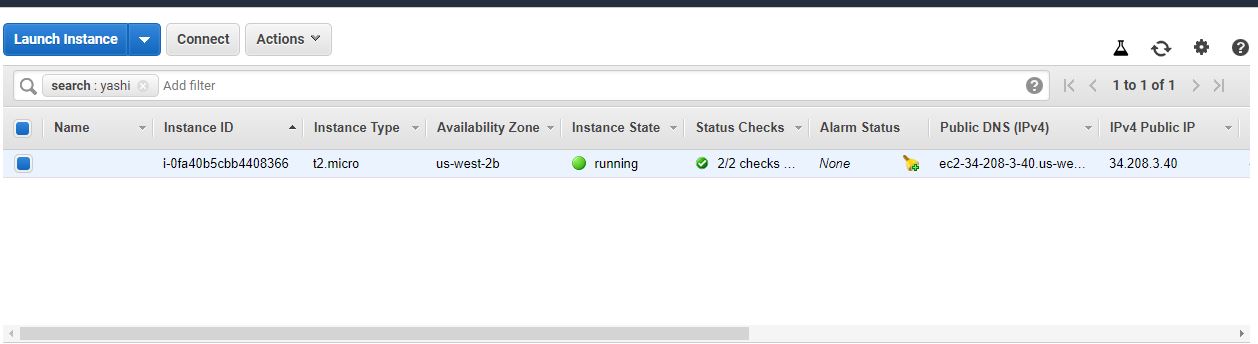 Launch Instance Connect Actions
search : yashi Add filter 1 to 1 of 1
Name Instance ID Instance Type Availability Zone Instance State Status Checks Alarm Status Public DNS (IPv4) IPv4 Public IP
i-0fa40b5cbb4408366 t2.micro us-west-2b running 2/2 checks ... None ec2-34-208-3-40.us-we... 34.208.3.40